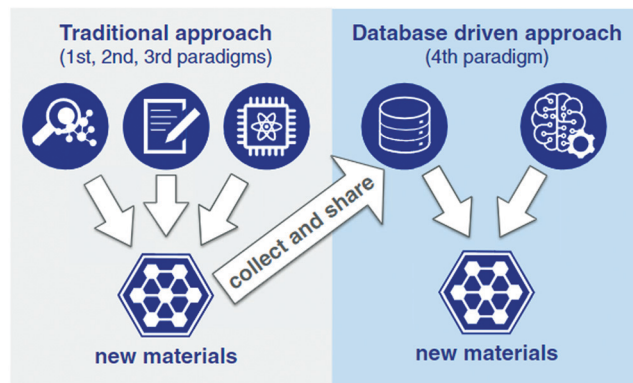 Traditional approach
(1st, 2nd, 3rd paradigms)
collect and share
new materials
Database driven approach
(4th paradigm)
new materials